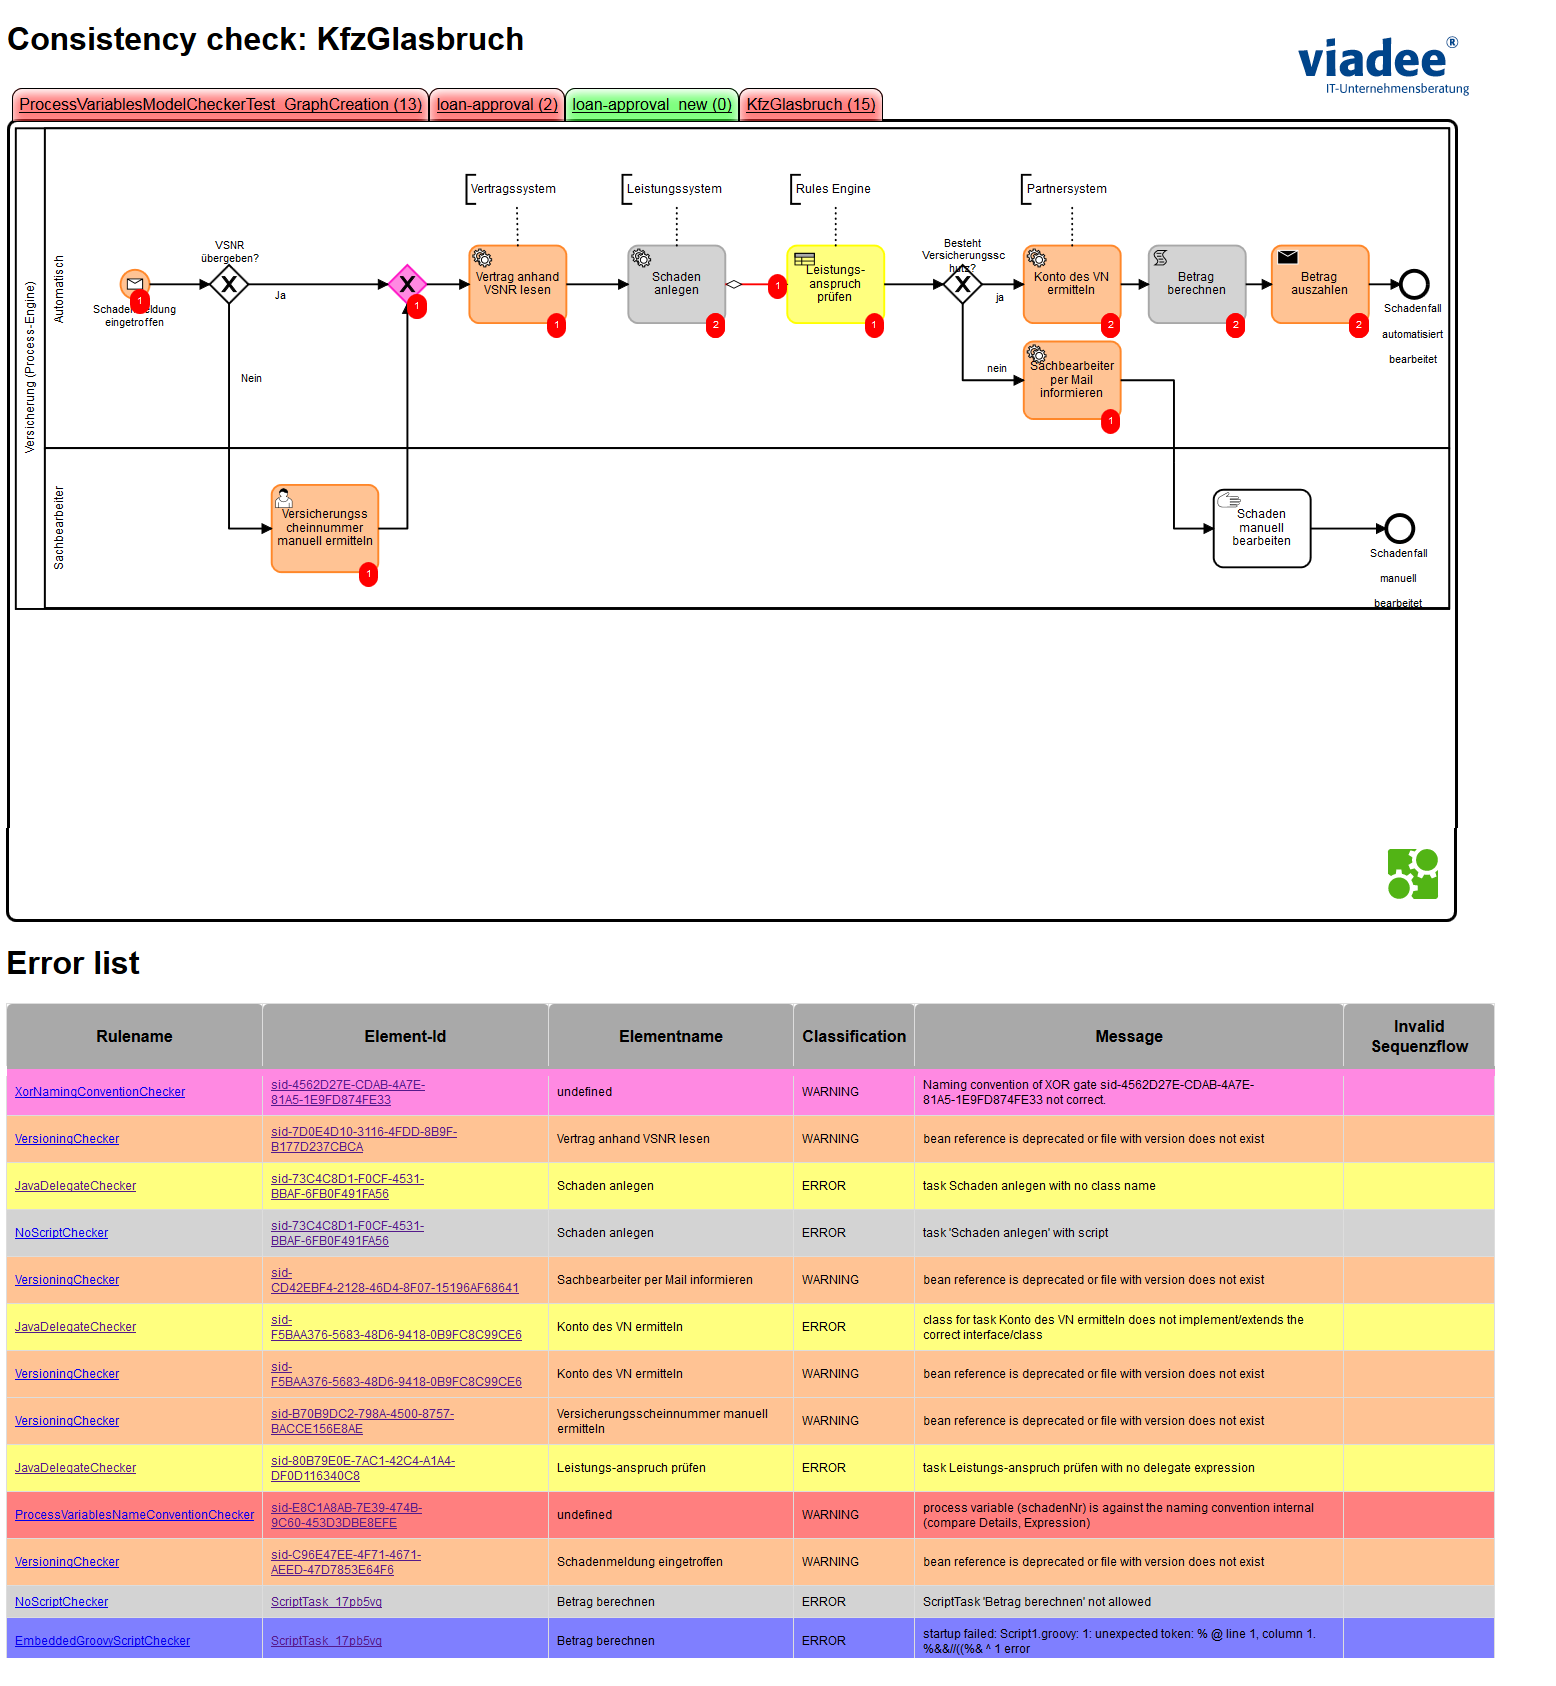 Consistency check: KfzGlasbruch
viadee®
IT-Unternehmensberatung
ProcessVariablesModelCheckerTest_GraphCreation (13)
loan-approval (2)
loan-approval_new (0)
KfzGlasbruch (15)
Versicherung (Process-Engine)
Automatisch
Sachbearbeiter
Vertragssystem
Leistungssystem
Rules Engine
Partnersystem
Schadenmeldung
eingetroffen
1
VSNR
übergeben?
Ja
Nein
1
Vertrag anhand
VSNR lesen
1
Schaden
anlegen
2
1
Leistungs-
anspruch
prüfen
1
Besteht
Versicherungssc
hutz?
ja
nein
Konto des VN
ermitteln
2
Betrag
berechnen
2
Betrag
auszahlen
2
Schadenfall
automatisiert
bearbeitet
Sachbearbeiter
per Mail
informieren
1
Versicherungss
cheinnummer
manuell ermitteln
1
Schaden
manuell
bearbeiten
Schadenfall
manuell
bearbeitet
Error list
Rulename Element-Id Elementname Classification Message Invalid
Sequenzflow
XorNamingConventionChecker sid-4562D27E-CDAB-4A7E-
81A5-1E9FD874FE33 undefined WARNING Naming convention of XOR gate sid-4562D27E-CDAB-4A7E-
81A5-1E9FD874FE33 not correct.
VersioningChecker sid-7D0E4D10-3116-4FDD-8B9F-
B177D237CBCA Vertrag anhand VSNR lesen WARNING bean reference is deprecated or file with version does not exist
JavaDelegateChecker sid-73C4C8D1-F0CF-4531-
BBAF-6FB0F491FA56 Schaden anlegen ERROR task Schaden anlegen with no class name
NoScriptChecker sid-73C4C8D1-F0CF-4531-
BBAF-6FB0F491FA56 Schaden anlegen ERROR task 'Schaden anlegen' with script
VersioningChecker sid-
CD42EBF4-2128-46D4-8F07-15196AF68641 Sachbearbeiter per Mail informieren WARNING bean reference is deprecated or file with version does not exist
JavaDelegateChecker sid-
F5BAA376-5683-48D6-9418-0B9FC8C99CE6 Konto des VN ermitteln ERROR class for task Konto des VN ermitteln does not implement/extends the
correct interface/class
VersioningChecker sid-
F5BAA376-5683-48D6-9418-0B9FC8C99CE6 Konto des VN ermitteln WARNING bean reference is deprecated or file with version does not exist
VersioningChecker sid-B70B9DC2-798A-4500-8757-
BACCE156E8AE Versicherungsscheinnummer manuell
ermitteln WARNING bean reference is deprecated or file with version does not exist
JavaDelegateChecker sid-80B79E0E-7AC1-42C4-A1A4-
DF0D116340C8 Leistungs-anspruch prüfen ERROR task Leistungs-anspruch prüfen with no delegate expression
ProcessVariablesNameConventionChecker sid-E8C1A8AB-7E39-474B-
9C60-453D3DBE8EFE undefined WARNING process variable (schadenNr) is against the naming convention internal
(compare Details, Expression)
VersioningChecker sid-C96E47EE-4F71-4671-
AEED-47D7853E64F6 Schadenmeldung eingetroffen WARNING bean reference is deprecated or file with version does not exist
NoScriptChecker ScriptTask_17pb5vg Betrag berechnen ERROR ScriptTask 'Betrag berechnen' not allowed
EmbeddedGroovyScriptChecker ScriptTask_17pb5vg Betrag berechnen ERROR startup failed: Script1.groovy: 1: unexpected token: % @ line 1, column 1.
%&&//((%& ^ 1 error